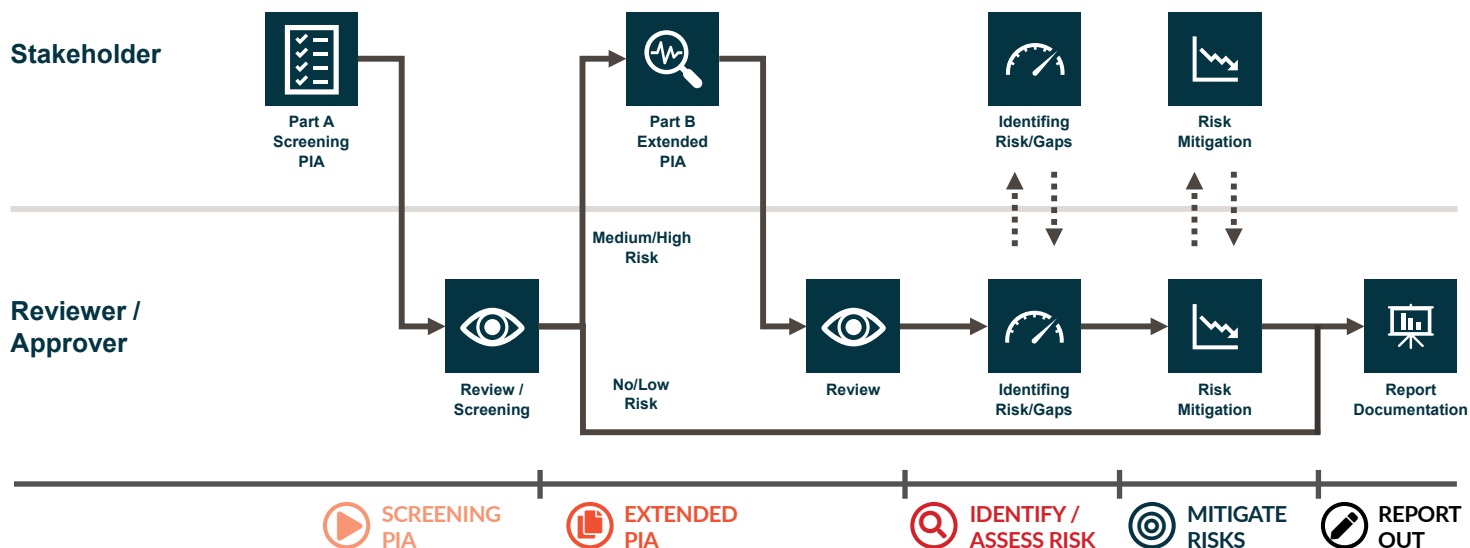 Stakeholder
Part A
Screening
PIA
Part B
Extended
PIA
Identifing
Risk/Gaps
Risk
Mitigation
Medium/High
Risk
Reviewer /
Approver
Review /
Screening
No/Low
Risk
Review
Identifing
Risk/Gaps
Risk
Mitigation
Report
Documentation
SCREENING
PIA
EXTENDED
PIA
IDENTIFY /
ASSESS RISK
MITIGATE
RISKS
REPORT
OUT